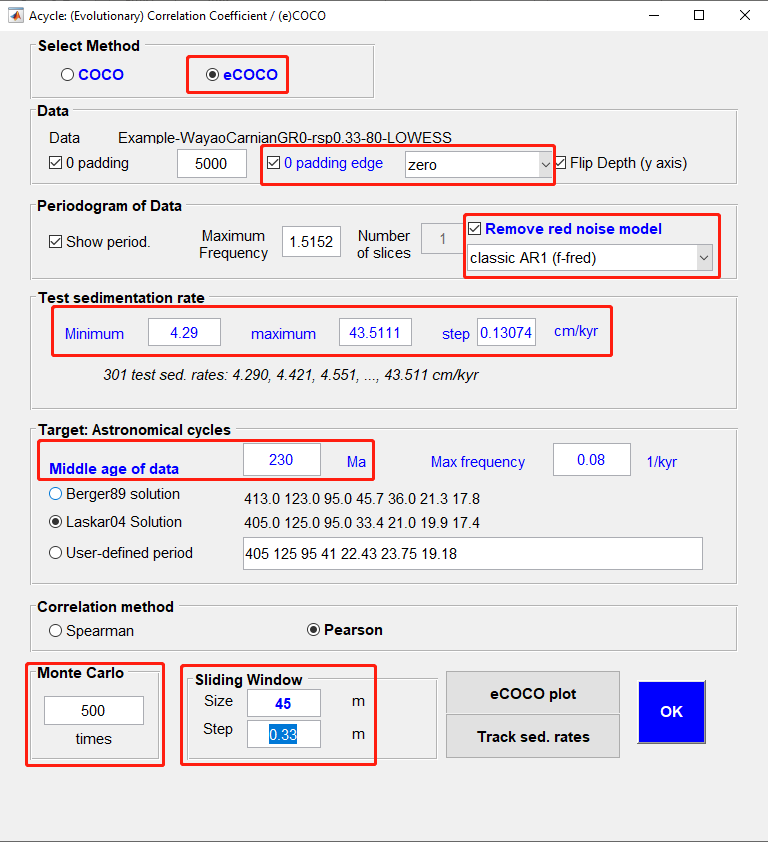 Acycle: (Evolutionary) Correlation Coefficient / (e)COCO
Select Method
COCO eCOCO
Data
Data Example-WayaoCarnianGR0-rsp0.33-80-LOWESS
0 padding 5000 0 padding edge zero Flip Depth (y axis)
Periodogram of Data
Show period. Maximum Frequency 1.5152 Number of slices 1 Remove red noise model
classic AR1 (f-fred)
Test sedimentation rate
Minimum 4.29 maximum 43.5111 step 0.13074 cm/kyr
301 test sed. rates: 4.290, 4.421, 4.551, ..., 43.511 cm/kyr
Target: Astronomical cycles
Middle age of data 230 Ma Max frequency 0.08 1/kyr
Berger89 solution 413.0 123.0 95.0 45.7 36.0 21.3 17.8
Laskar04 Solution 405.0 125.0 95.0 33.4 21.0 19.9 17.4
User-defined period 405 125 95 41 22.43 23.75 19.18
Correlation method
Spearman Pearson
Monte Carlo
500
times
Sliding Window
Size 45 m
Step 0.33 m
eCOCO plot
Track sed. rates
OK